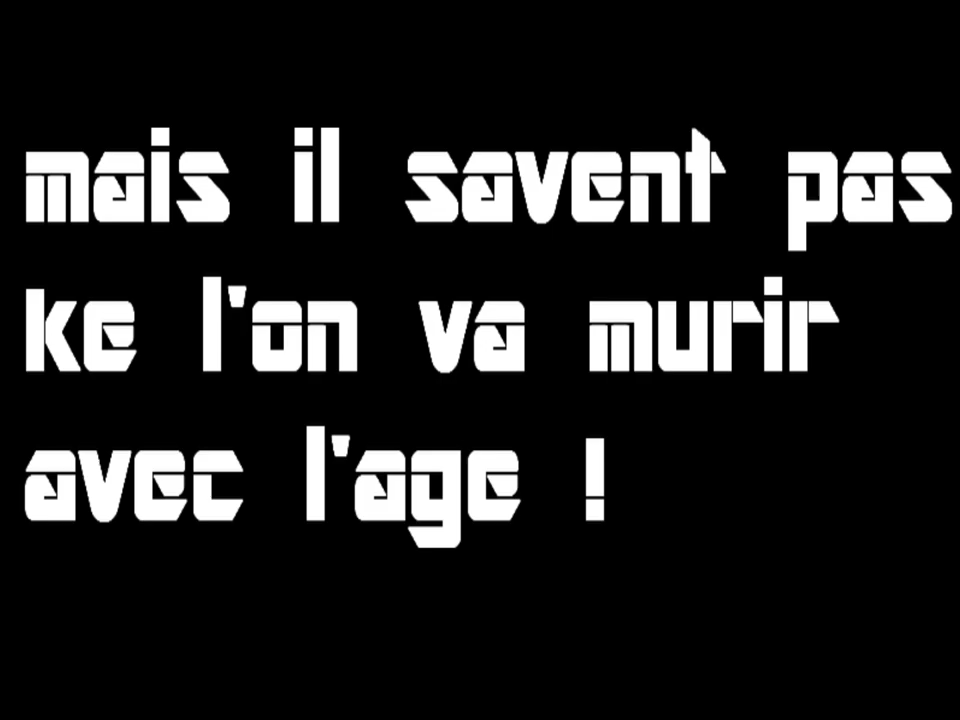 mais il savent pas
ke l'on va murir
avec l'age !